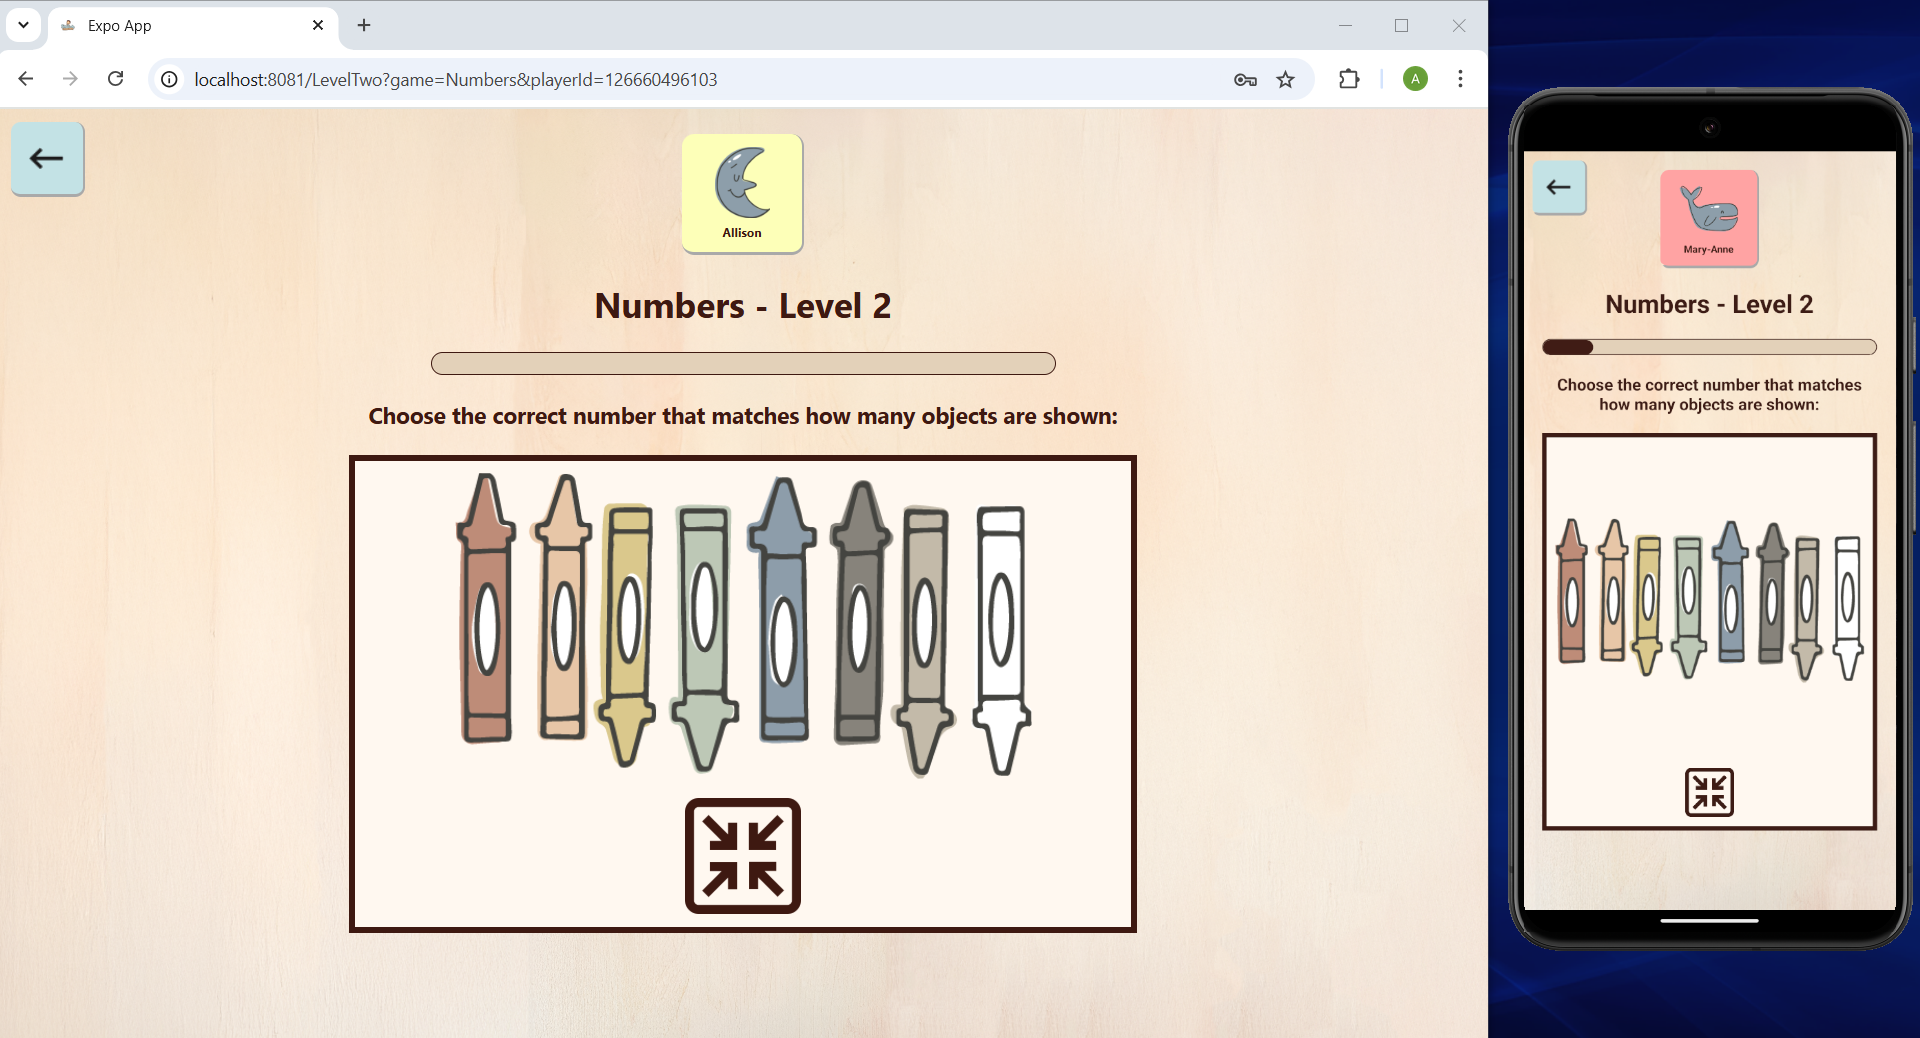 Expo App
localhost:8081/LevelTwo?game=Numbers&playerId=126660496103
A
Allison
Numbers - Level 2
Choose the correct number that matches how many objects are shown:
Mary-Anne
Numbers - Level 2
Choose the correct number that matches
how many objects are shown: